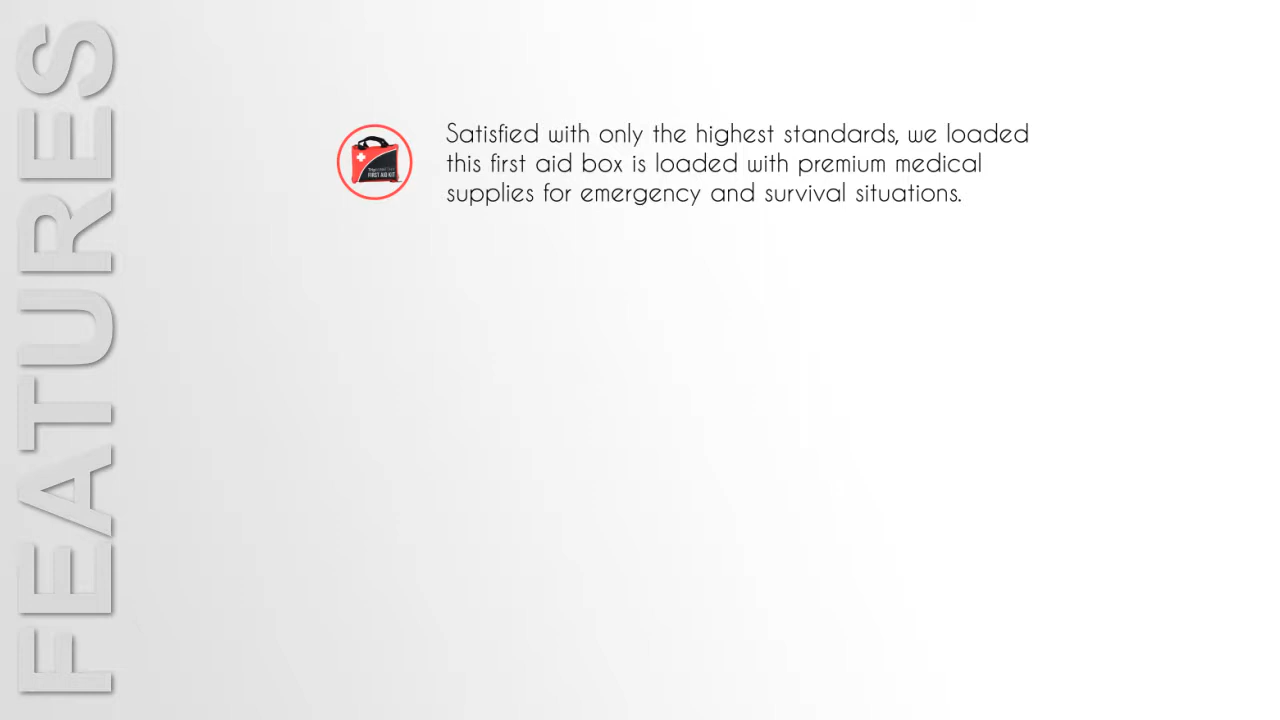 FEATURES
Satisfied with only the highest standards, we loaded
this first aid box is loaded with premium medical
supplies for emergency and survival situations.
FIRST AID KIT